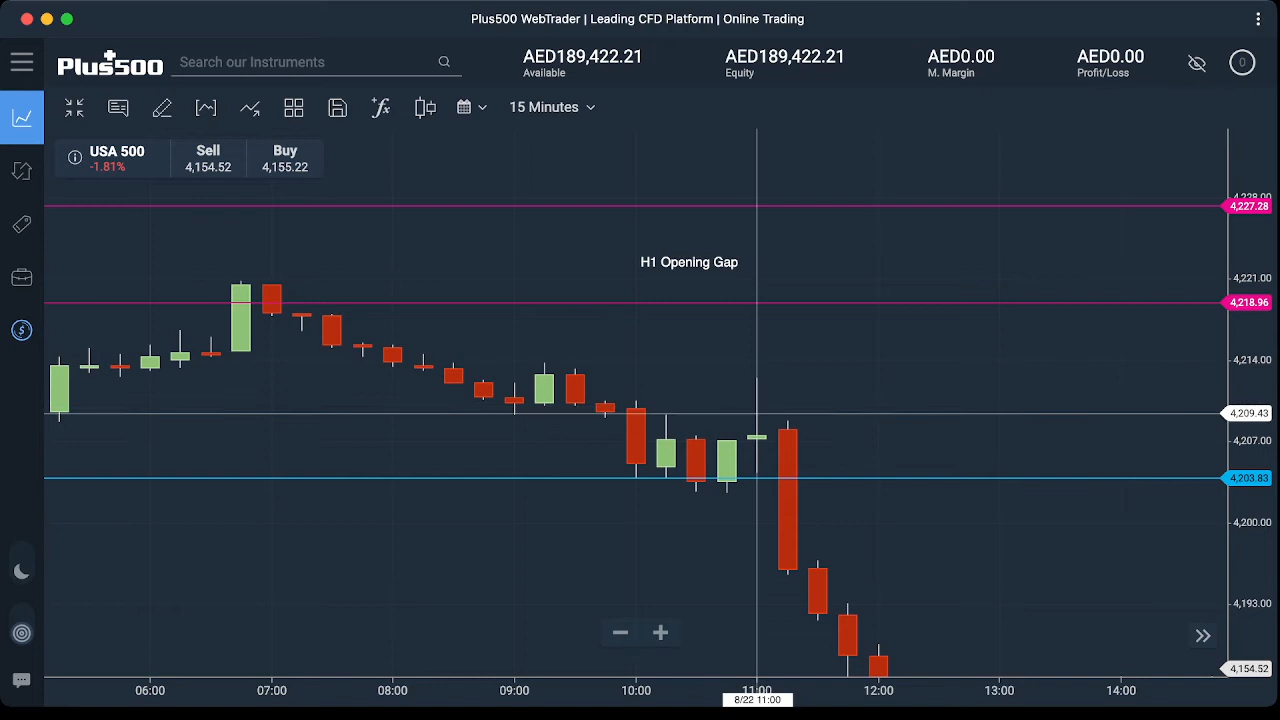 Plus500 WebTrader | Leading CFD Platform | Online Trading
Plus500
Search our Instruments
AED189,422.21
Available
AED189,422.21
Equity
AED0.00
M. Margin
AED0.00
Profit/Loss
0
15 Minutes
USA 500
-1.81%
Sell
4,154.52
Buy
4,155.22
4,228.00
4,227.28
H1 Opening Gap
4,221.00
4,218.96
4,214.00
4,209.43
4,207.00
4,203.83
4,200.00
4,193.00
4,154.52
06:00 07:00 08:00 09:00 10:00 11:00 12:00 13:00 14:00
8/22 11:00